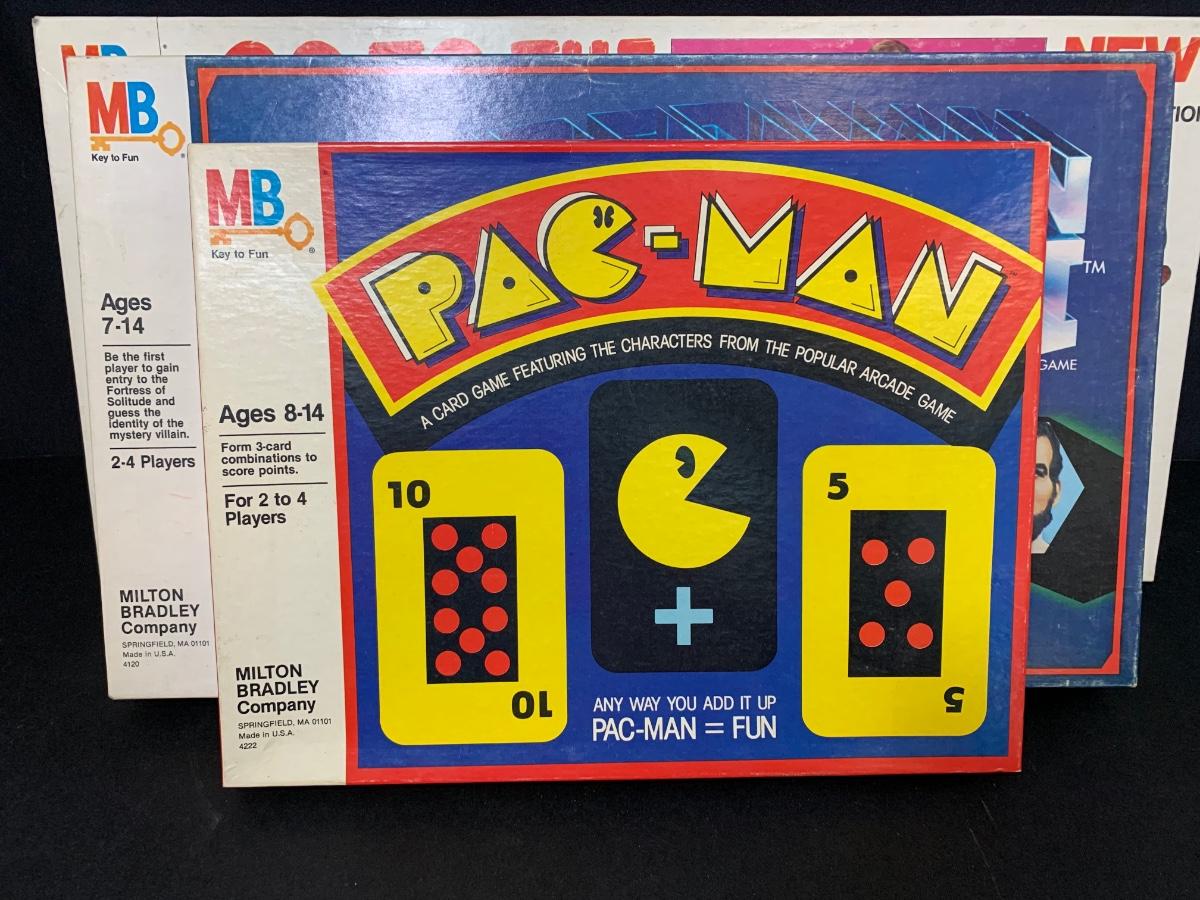 MB
GO TO THE
NEW
MB
Key to Fun
®
Ages
7-14
Be the first
player to gain
entry to the
Fortress of
Solitude and
guess the
identity of the
mystery villain.
2-4 Players
MILTON
BRADLEY
Company
SPRINGFIELD, MA 01101
Made in U.S.A.
4120
TM
GAME
MB
Key to Fun
®
Ages 8-14
Form 3-card
combinations to
score points.
For 2 to 4
Players
MILTON
BRADLEY
Company
SPRINGFIELD, MA 01101
Made in U.S.A.
4222
PAC-MAN
A CARD GAME FEATURING THE CHARACTERS FROM THE POPULAR ARCADE GAME
10
10
+
5
5
ANY WAY YOU ADD IT UP
PAC-MAN = FUN